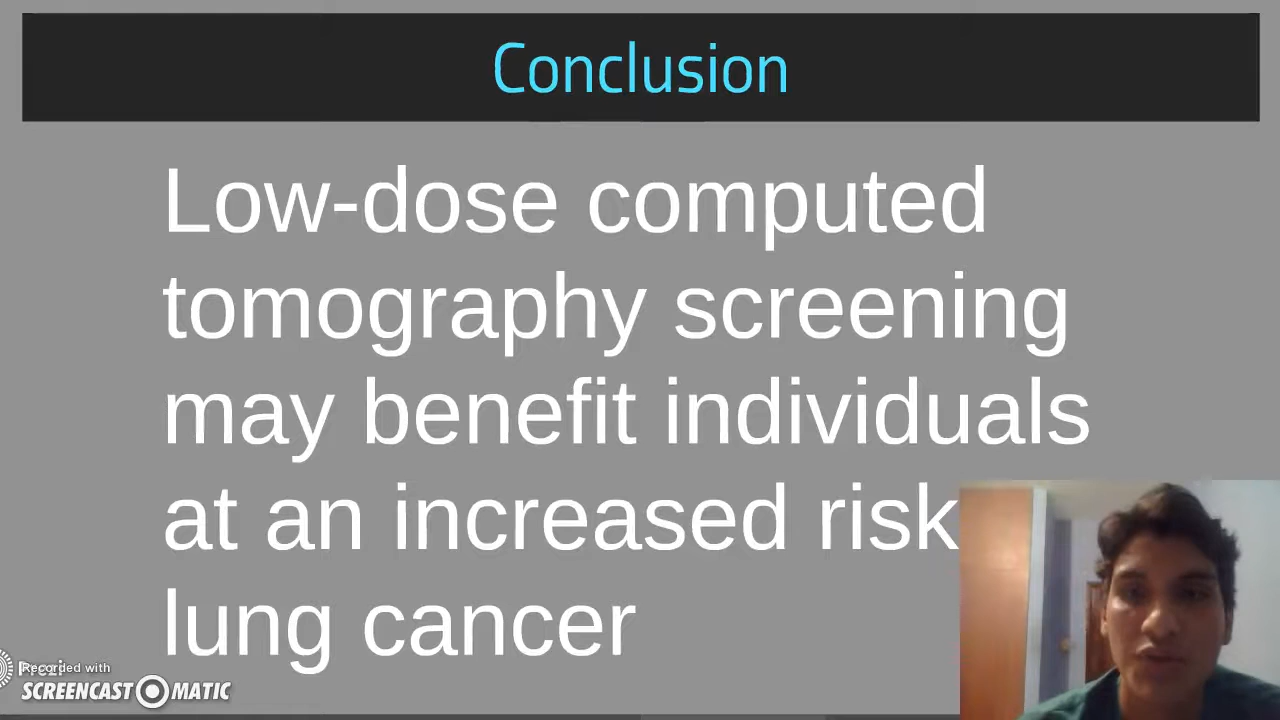 Conclusion
Low-dose computed
tomography screening
may benefit individuals
at an increased risk
lung cancer
Recorded with
SCREENCAST MATIC